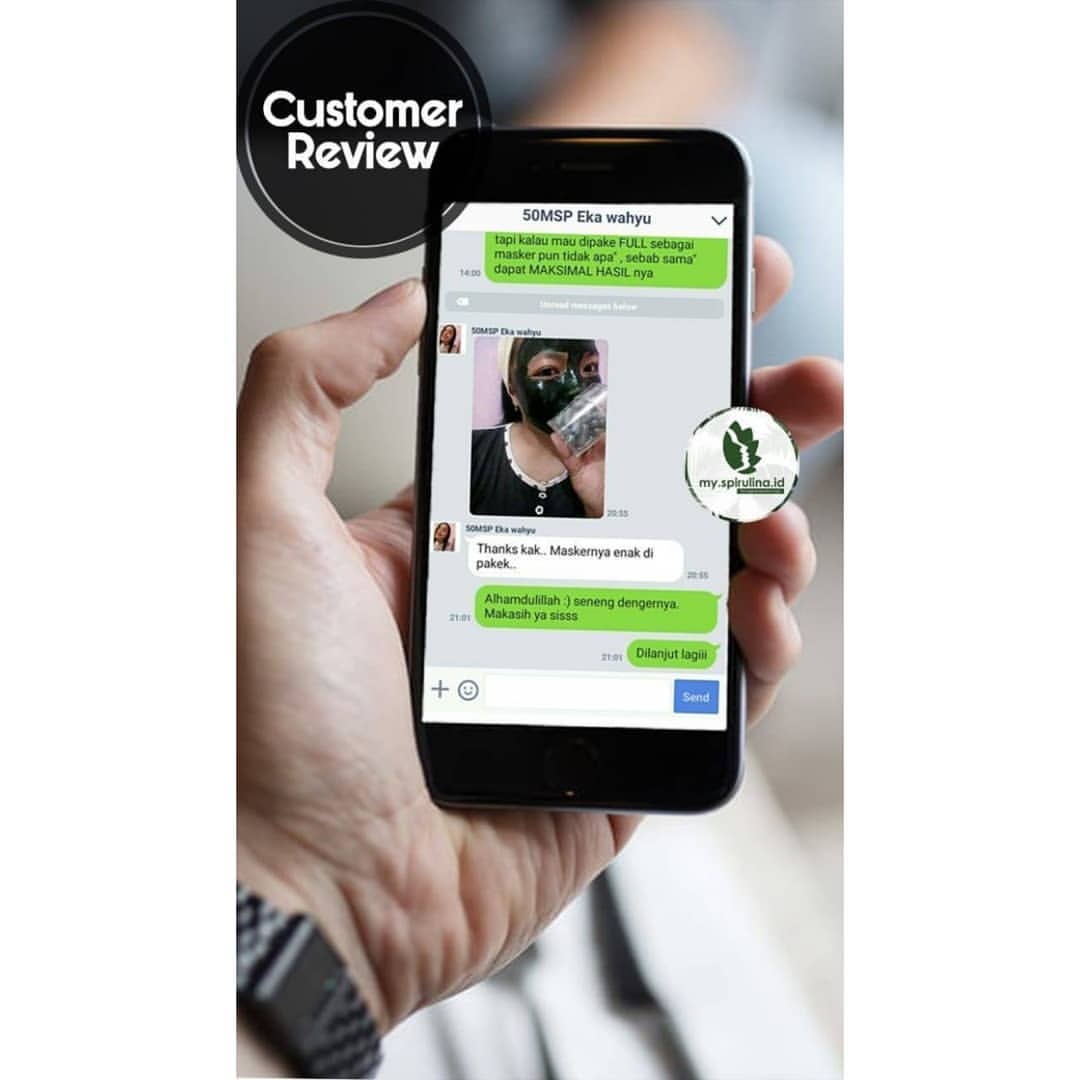 Customer
Review
50MSP Eka wahyu
tapi kalau mau dipake FULL sebagai
masker pun tidak apa" , sebab sama"
dapat MAKSIMAL HASIL nya
14:00
Unread messages below
50MSP Eka wahyu
20:55
my.spirulina.id
50MSP Eka wahyu
Thanks kak.. Maskernya enak di
pakek..
20:55
Alhamdulillah :) seneng dengernya.
Makasih ya sisss
21:01
Dilanjut lagiii
21:01
Send